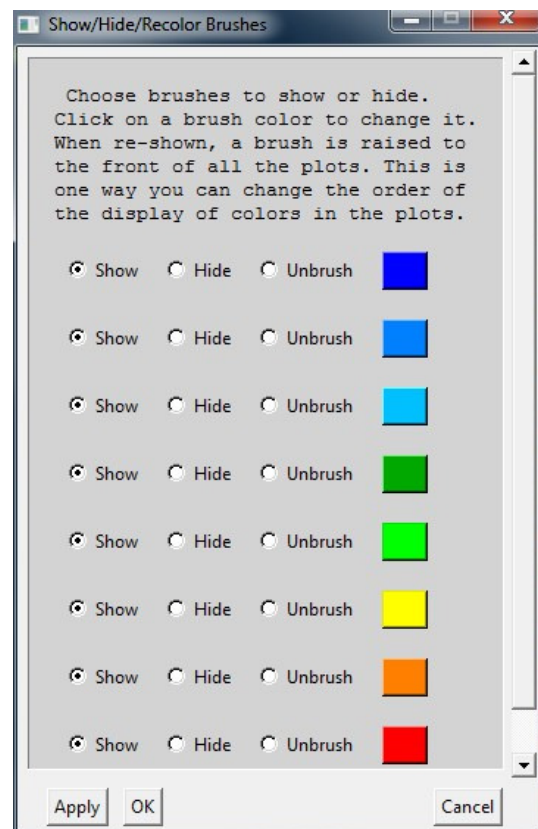 Show/Hide/Recolor Brushes
Choose brushes to show or hide.
Click on a brush color to change it.
When re-shown, a brush is raised to
the front of all the plots. This is
one way you can change the order of
the display of colors in the plots.
Show Hide Unbrush
Show Hide Unbrush
Show Hide Unbrush
Show Hide Unbrush
Show Hide Unbrush
Show Hide Unbrush
Show Hide Unbrush
Show Hide Unbrush
Apply OK Cancel